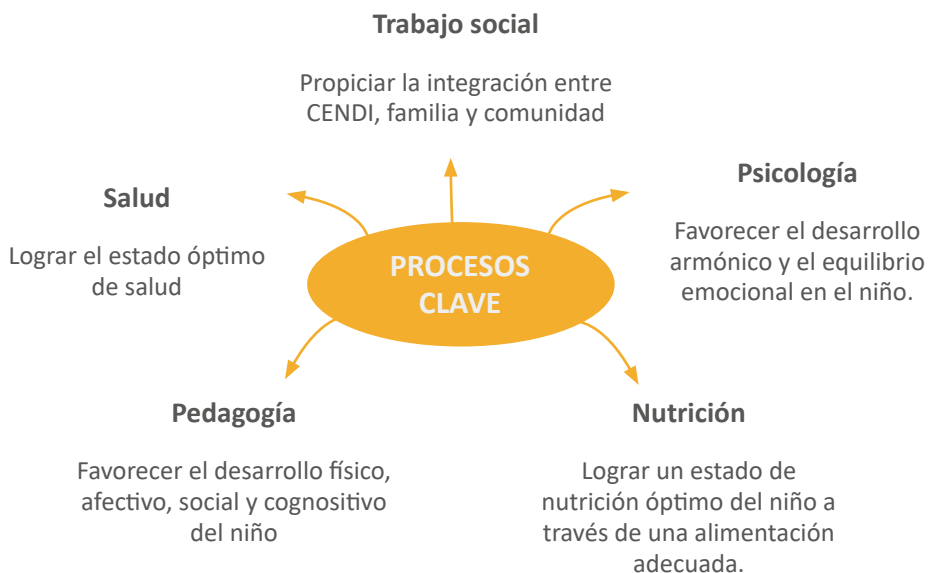 Trabajo social
Propiciar la integración entre
CENDI, familia y comunidad
Salud
Lograr el estado óptimo
de salud
Psicología
Favorecer el desarrollo
armónico y el equilibrio
emocional en el niño.
PROCESOS
CLAVE
Pedagogía
Favorecer el desarrollo físico,
afectivo, social y cognositivo
del niño
Nutrición
Lograr un estado de
nutrición óptimo del niño a
través de una alimentación
adecuada.